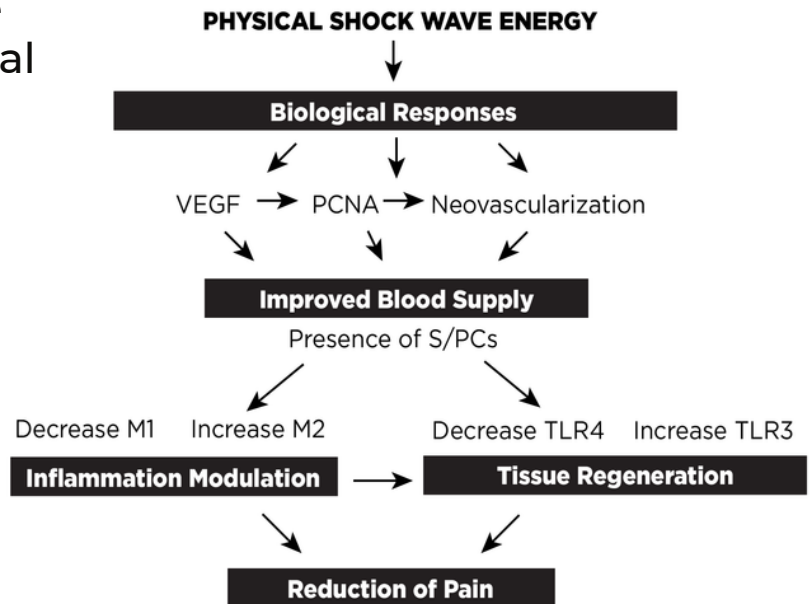 al
PHYSICAL SHOCK WAVE ENERGY
Biological Responses
VEGF PCNA Neovascularization
Improved Blood Supply
Presence of S/PCs
Decrease M1 Increase M2 Decrease TLR4 Increase TLR3
Inflammation Modulation Tissue Regeneration
Reduction of Pain